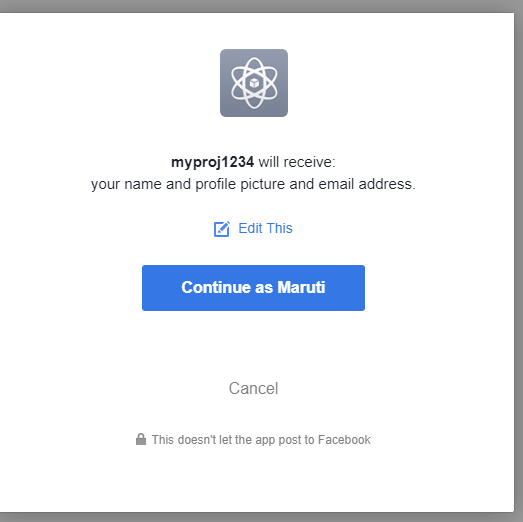 myproj1234 will receive:
your name and profile picture and email address.
Edit This
Continue as Maruti
Cancel
This doesn't let the app post to Facebook